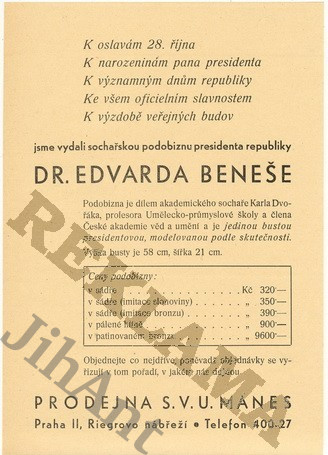 K oslavám 28. října
K narozeninám pana presidenta
K významným dnům republiky
Ke všem oficielním slavnostem
K výzdobě veřejných budov
jsme vydali sochařskou podobiznu presidenta republiky
DR. EDVARDA BENEŠE
Podobizna je dílem akademického sochaře Karla Dvo-
řáka, profesora Umělecko-průmyslové školy a člena
České akademie věd a umění a je jedinou bustou
presidentovou, modelovanou podle skutečnosti.
Výška busty je 58 cm, šířka 21 cm.
Ceny podobizny:
v sádře . . . . . . . . . Kč 320·—
v sádře (imitace slonoviny) . . . . „ 350·—
v sádře (imitace bronzu) . . . . „ 390·—
v pálené hlíně . . . . . . „ 900·—
v patinovaném bronzu . . . . „ 9600·—
Objednejte co nejdříve, poněvadž objednávky se vy-
řizují v tom pořadí, v jakém nás dojdou.
PRODEJNA S.V.U. MÁNES
Praha II, Riegrovo nábřeží • Telefon 400-27
REKLAMA
JihAnt